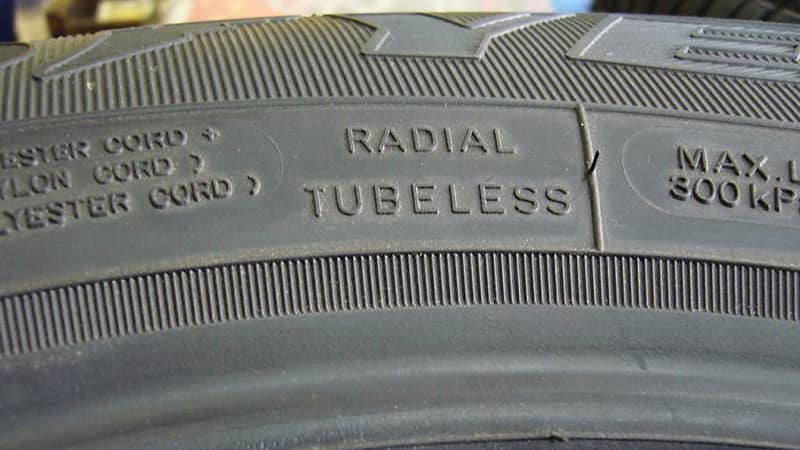 ESTER CORD +
YLON CORD )
LYESTER CORD )
RADIAL
TUBELESS
MAX.L
300 kPa